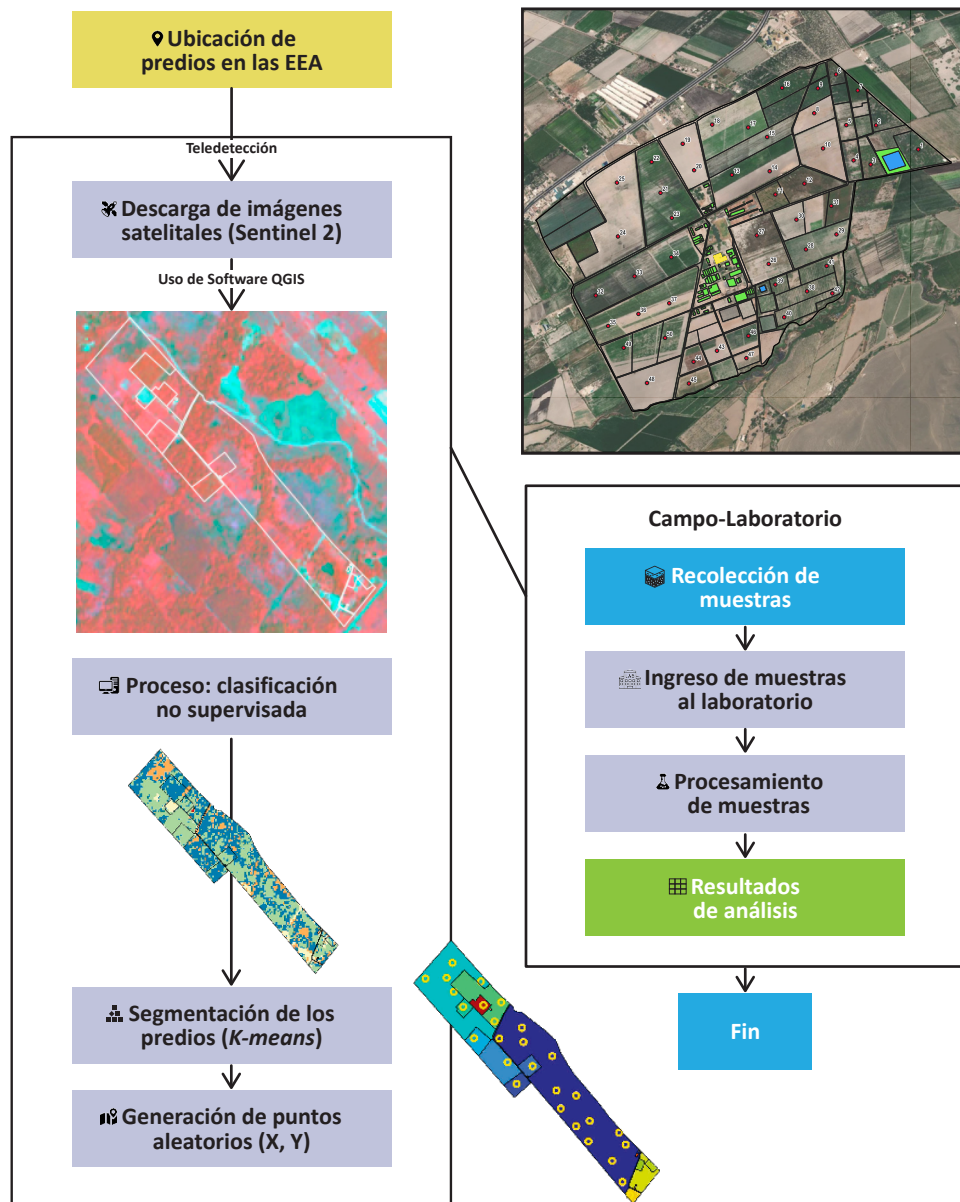 Ubicación de
predios en las EEA
Teledetección
Descarga de imágenes
satelitales (Sentinel 2)
Uso de Software QGIS
Proceso: clasificación
no supervisada
Segmentación de los
predios (K-means)
Generación de puntos
aleatorios (X, Y)
Campo-Laboratorio
Recolección de
muestras
Ingreso de muestras
al laboratorio
Procesamiento
de muestras
Resultados
de análisis
Fin